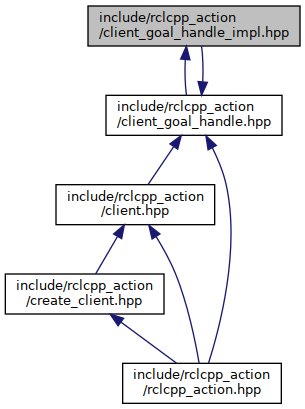 include/rclcpp_action
/client_goal_handle_impl.hpp
include/rclcpp_action
/client_goal_handle.hpp
include/rclcpp_action
/client.hpp
include/rclcpp_action
/create_client.hpp
include/rclcpp_action
/rclcpp_action.hpp